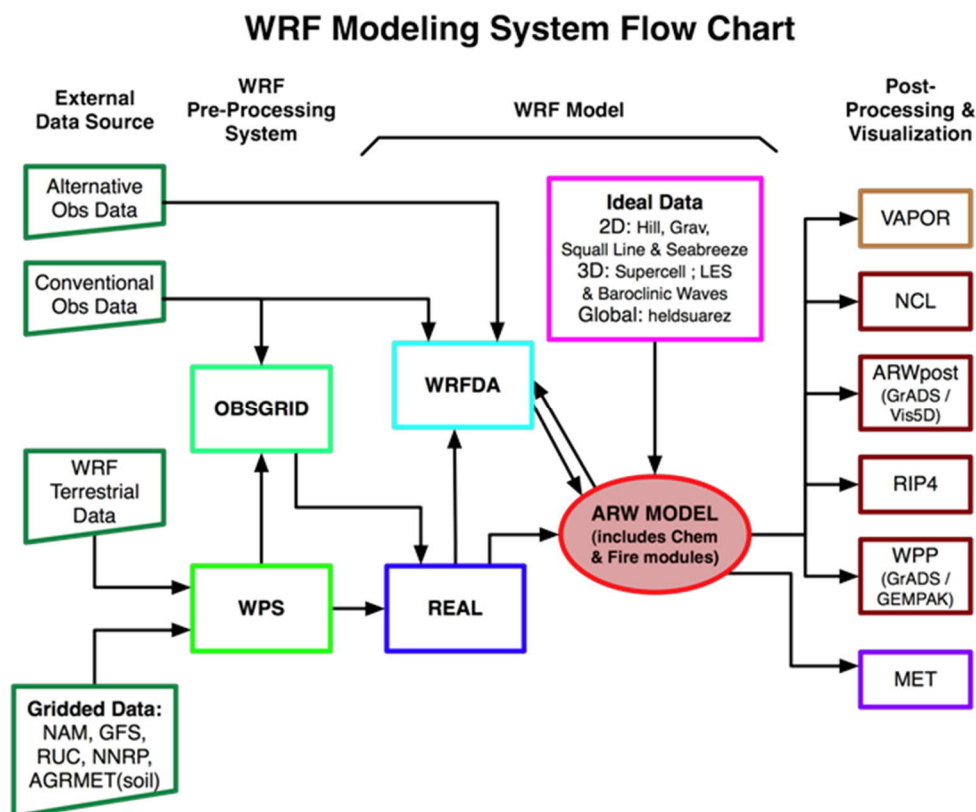 WRF Modeling System Flow Chart
External
Data Source
WRF
Pre-Processing
System
WRF Model
Post-
Processing &
Visualization
Alternative
Obs Data
Conventional
Obs Data
OBSGRID
WRF
Terrestrial
Data
WPS
Gridded Data:
NAM, GFS,
RUC, NNRP,
AGRMET(soil)
WRFDA
REAL
Ideal Data
2D: Hill, Grav,
Squall Line & Seabreeze
3D: Supercell ; LES
& Baroclinic Waves
Global: heldsuarez
ARW MODEL
(includes Chem
& Fire modules)
VAPOR
NCL
ARWpost
(GrADS /
Vis5D)
RIP4
WPP
(GrADS /
GEMPAK)
MET